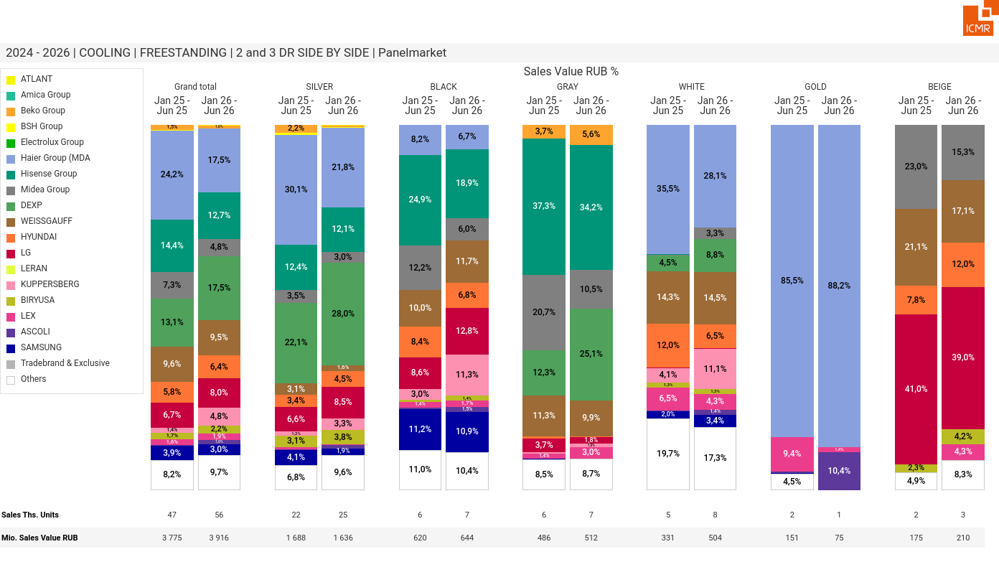 ICMR
2024 - 2026 | COOLING | FREESTANDING | 2 and 3 DR SIDE BY SIDE | Panelmarket
ATLANT
Amica Group
Beko Group
BSH Group
Electrolux Group
Haier Group (MDA
Hisense Group
Midea Group
DEXP
WEISSGAUFF
HYUNDAI
LG
LERAN
KUPPERSBERG
BIRYUSA
LEX
ASCOLI
SAMSUNG
Tradebrand & Exclusive
Others
Sales Value RUB %
Grand total
Jan 25 -
Jun 25
1,5%
24,2%
14,4%
7,3%
13,1%
9,6%
5,8%
6,7%
1,4%
1,7%
1,6%
3,9%
8,2%
Jan 26 -
Jun 26
1,0%
17,5%
12,7%
4,8%
17,5%
9,5%
6,4%
8,0%
4,8%
2,2%
1,9%
1,0%
3,0%
9,7%
SILVER
Jan 25 -
Jun 25
2,2%
30,1%
12,4%
3,5%
22,1%
3,1%
3,4%
6,6%
1,2%
3,1%
4,1%
6,8%
Jan 26 -
Jun 26
21,8%
12,1%
3,0%
28,0%
1,6%
4,5%
8,5%
3,3%
3,8%
1,9%
9,6%
BLACK
Jan 25 -
Jun 25
8,2%
24,9%
12,2%
10,0%
8,4%
8,6%
3,0%
1,4%
11,2%
11,0%
Jan 26 -
Jun 26
6,7%
18,9%
6,0%
11,7%
6,8%
12,8%
11,3%
1,4%
1,7%
1,5%
10,9%
10,4%
GRAY
Jan 25 -
Jun 25
3,7%
37,3%
20,7%
12,3%
11,3%
3,7%
1,4%
8,5%
Jan 26 -
Jun 26
5,6%
34,2%
10,5%
25,1%
9,9%
1,8%
3,0%
8,7%
WHITE
Jan 25 -
Jun 25
35,5%
4,5%
14,3%
12,0%
4,1%
1,3%
6,5%
2,0%
19,7%
Jan 26 -
Jun 26
28,1%
3,3%
8,8%
14,5%
6,5%
11,1%
1,3%
4,3%
1,4%
3,4%
17,3%
GOLD
Jan 25 -
Jun 25
85,5%
9,4%
4,5%
Jan 26 -
Jun 26
88,2%
1,4%
10,4%
BEIGE
Jan 25 -
Jun 25
23,0%
21,1%
7,8%
41,0%
2,3%
4,9%
Jan 26 -
Jun 26
15,3%
17,1%
12,0%
39,0%
4,2%
4,3%
8,3%
Sales Ths. Units 47 56 22 25 6 7 6 7 5 8 2 1 2 3
Mio. Sales Value RUB 3 775 3 916 1 688 1 636 620 644 486 512 331 504 151 75 175 210